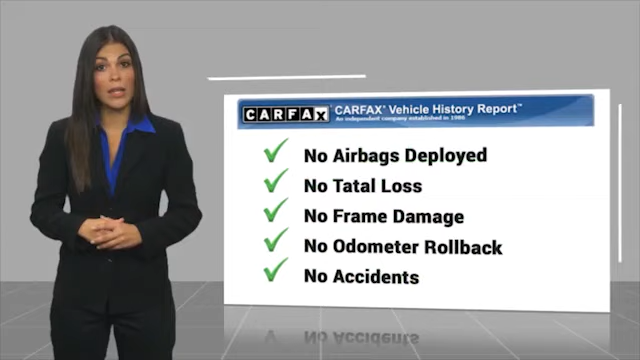 CARFAX CARFAX® Vehicle History Report™
An independent company established in 1986
No Airbags Deployed
No Tatal Loss
No Frame Damage
No Odometer Rollback
No Accidents